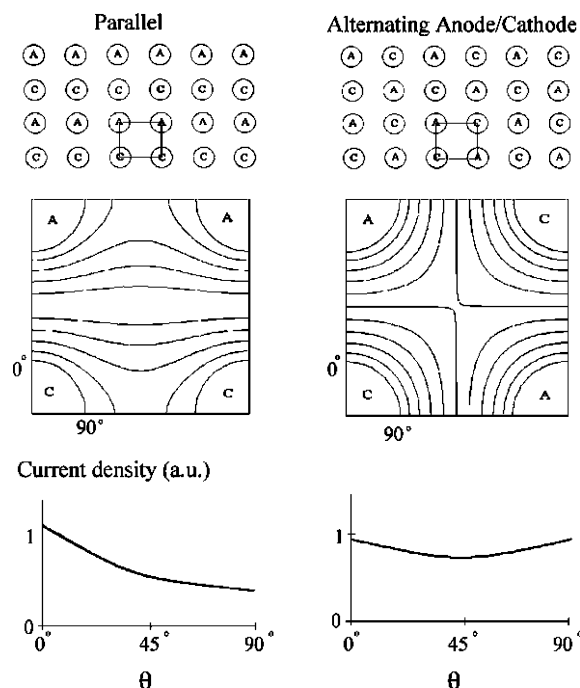 Parallel
A A A A A A
C C C C C C
A A A A A A
C C C C C C
Alternating Anode/Cathode
A C A C A C
C A C A C A
A C A C A C
C A C A C A
A A
0°
C C
90°
A C
0°
C A
90°
Current density (a.u.)
1
0
0° 45° 90°
θ
1
0
0° 45° 90°
θ